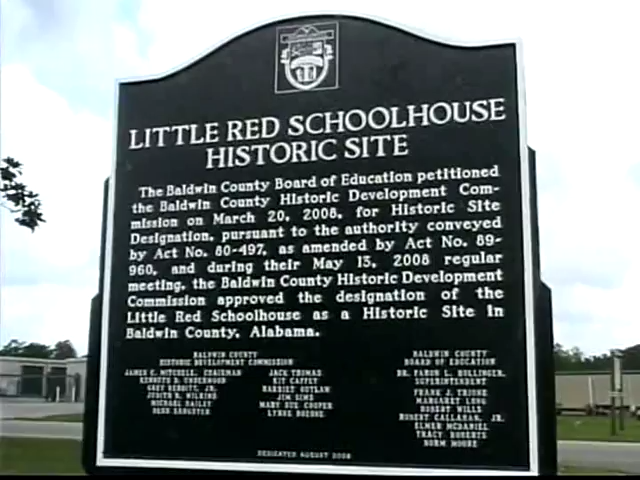 LITTLE RED SCHOOLHOUSE
HISTORIC SITE
The Baldwin County Board of Education petitioned
the Baldwin County Historic Development Com-
mission on March 20, 2008, for Historic Site
Designation, pursuant to the authority conveyed
by Act No. 80-497, as amended by Act No. 89-
960, and during their May 15, 2008 regular
meeting, the Baldwin County Historic Development
Commission approved the designation of the
Little Red Schoolhouse as a Historic Site in
Baldwin County, Alabama.
BALDWIN COUNTY
HISTORIC DEVELOPMENT COMMISSION
JAMES C. MITCHELL, CHAIRMAN
UNDERWOOD
JR.
JUDITH R. WILKINS
MICHAEL BAILEY
JACK THOMAS
KIT CAFFEY
HARRIET OUTLAW
JIM SIMS
MARY SUE COOPER
LYNNE
BALDWIN COUNTY
BOARD OF EDUCATION
DR. FARON L. HOLLINGER,
SUPERINTENDENT
FRANK J.
MARGARET LONG
ROBERT WILLS
ROBERT CALLAHAN, JR.
ELMER MCDANIEL
TRACY ROBERTS
NORM MOORE
DEDICATED AUGUST 2008